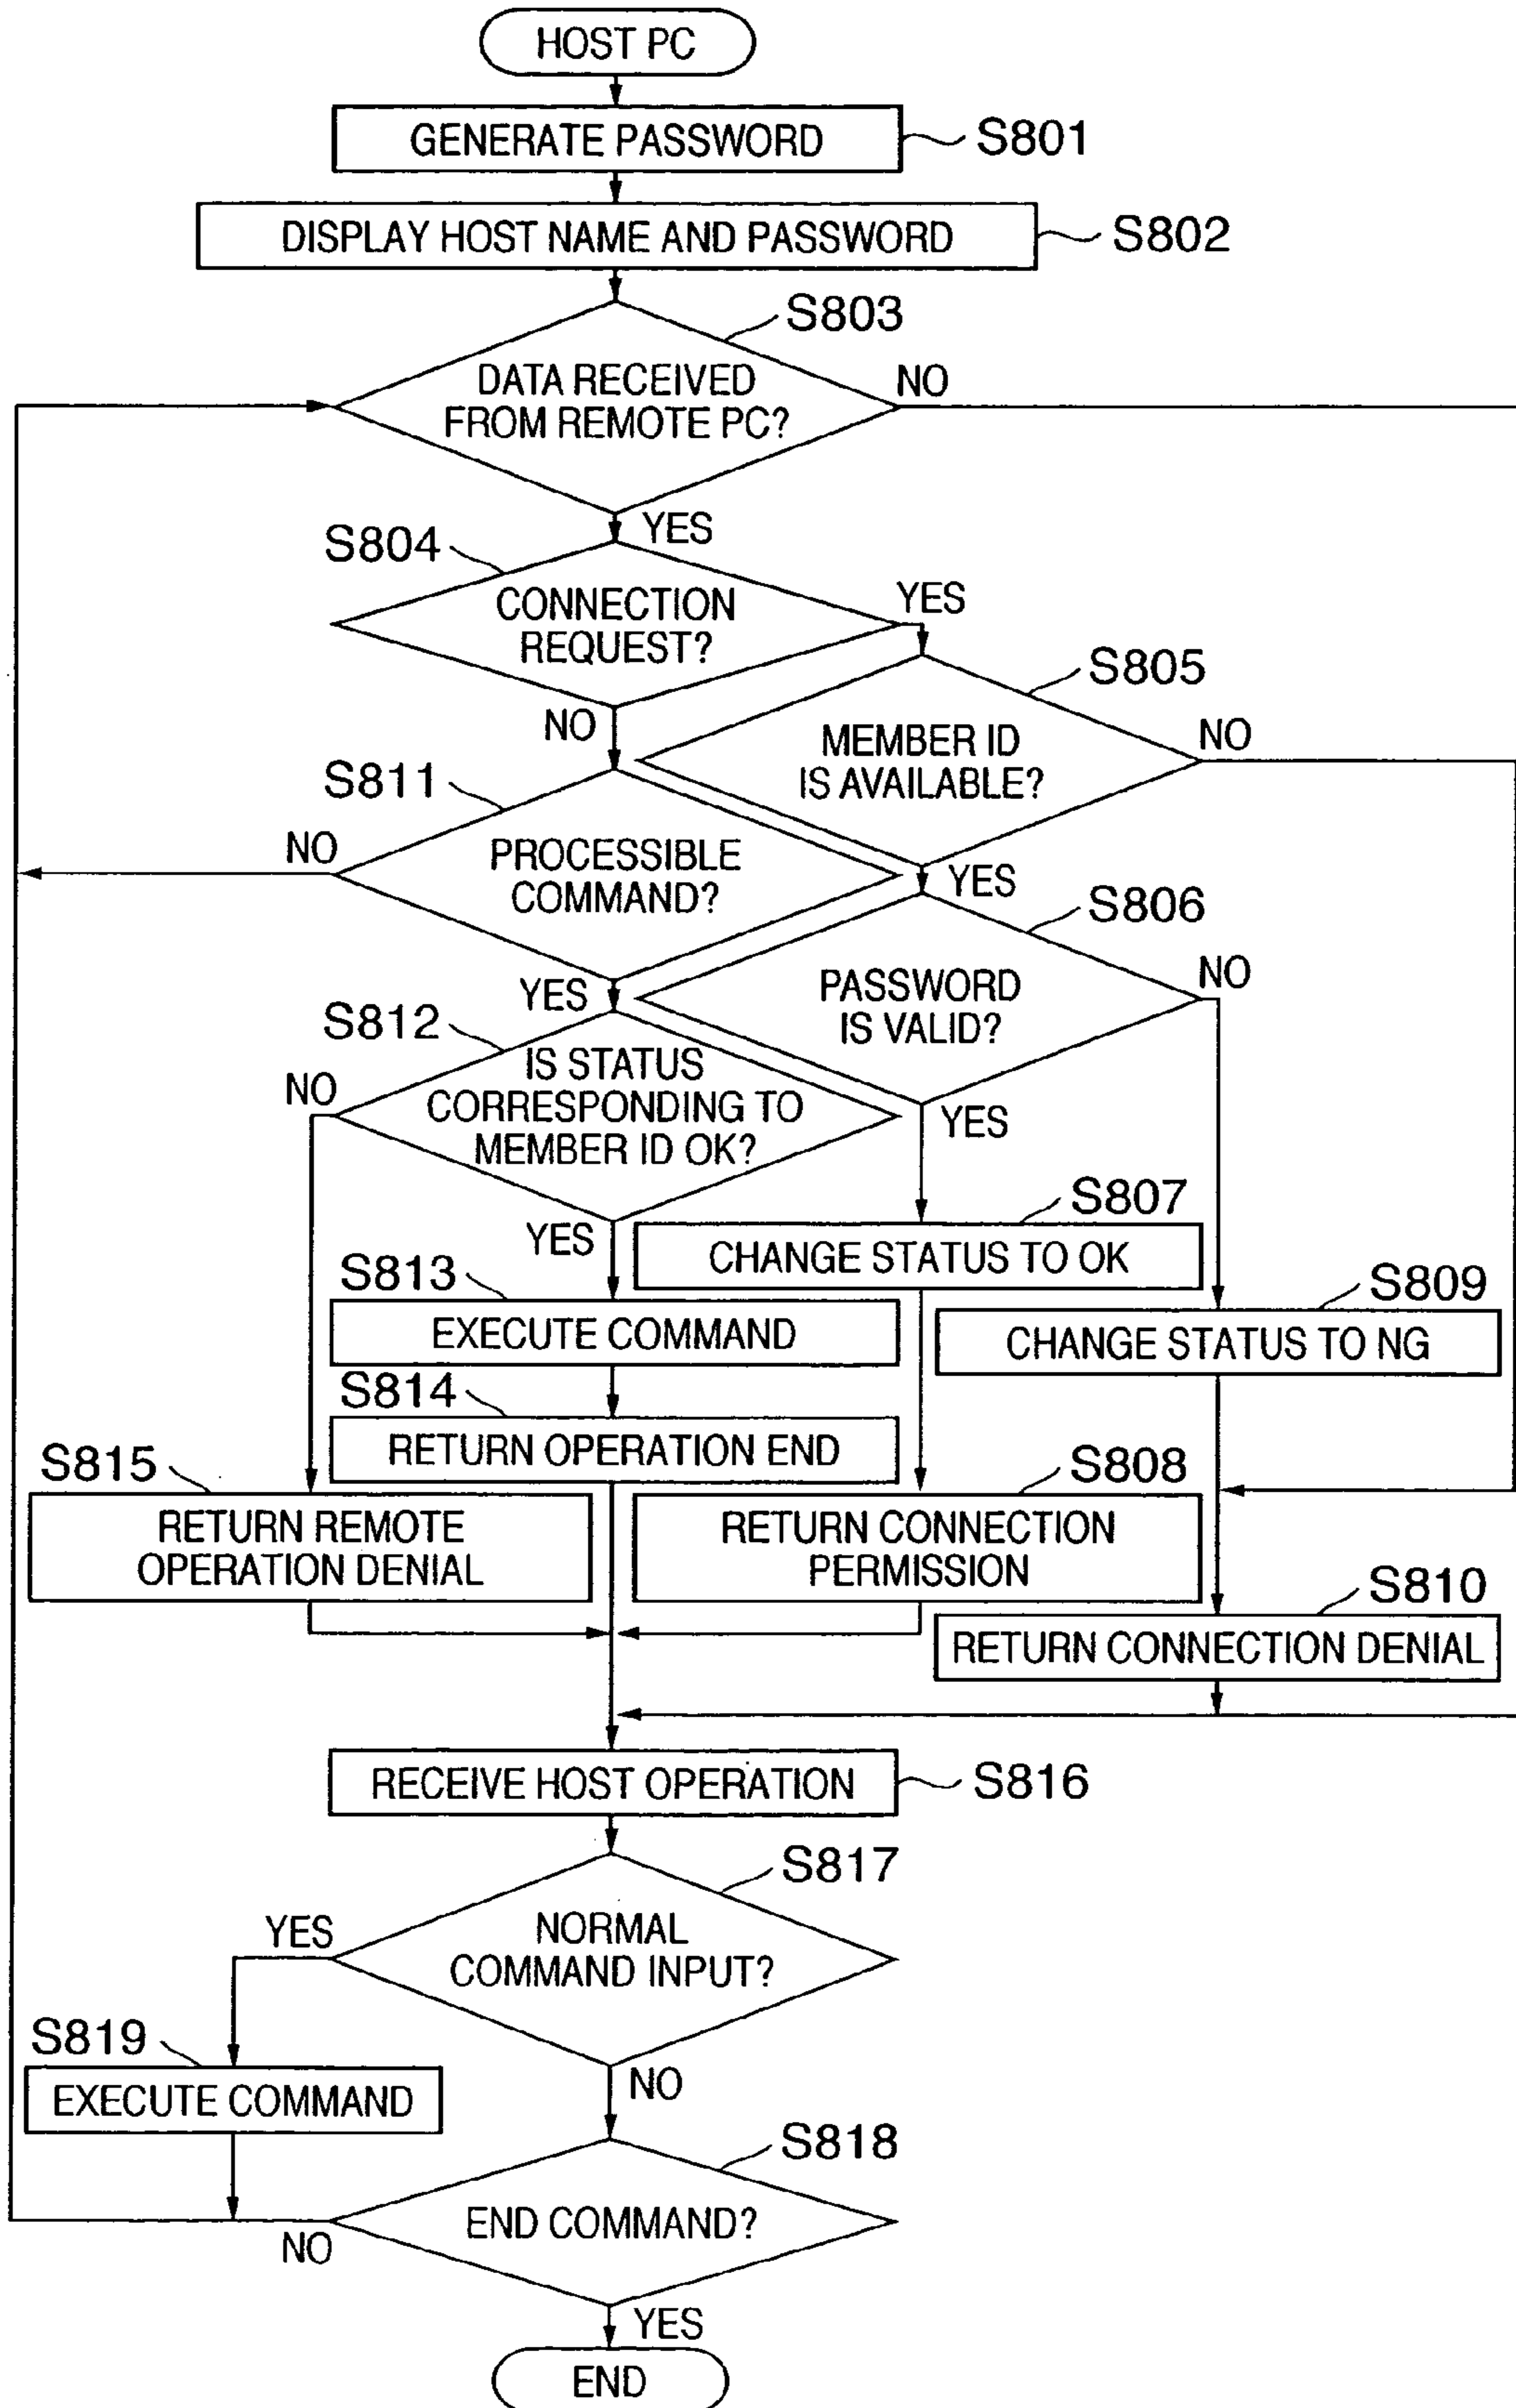 HOST PC
GENERATE PASSWORD
S801
DISPLAY HOST NAME AND PASSWORD
S802
S803
DATA RECEIVED
FROM REMOTE PC?
NO
YES
S804
CONNECTION
REQUEST?
YES
NO
S805
MEMBER ID
IS AVAILABLE?
NO
YES
S811
PROCESSIBLE
COMMAND?
NO
YES
S806
PASSWORD
IS VALID?
NO
YES
S812
IS STATUS
CORRESPONDING TO
MEMBER ID OK?
NO
YES
S807
CHANGE STATUS TO OK
S813
EXECUTE COMMAND
S809
CHANGE STATUS TO NG
S814
RETURN OPERATION END
S815
RETURN REMOTE
OPERATION DENIAL
S808
RETURN CONNECTION
PERMISSION
S810
RETURN CONNECTION DENIAL
RECEIVE HOST OPERATION
S816
S817
NORMAL
COMMAND INPUT?
YES
NO
S819
EXECUTE COMMAND
S818
END COMMAND?
NO
YES
END